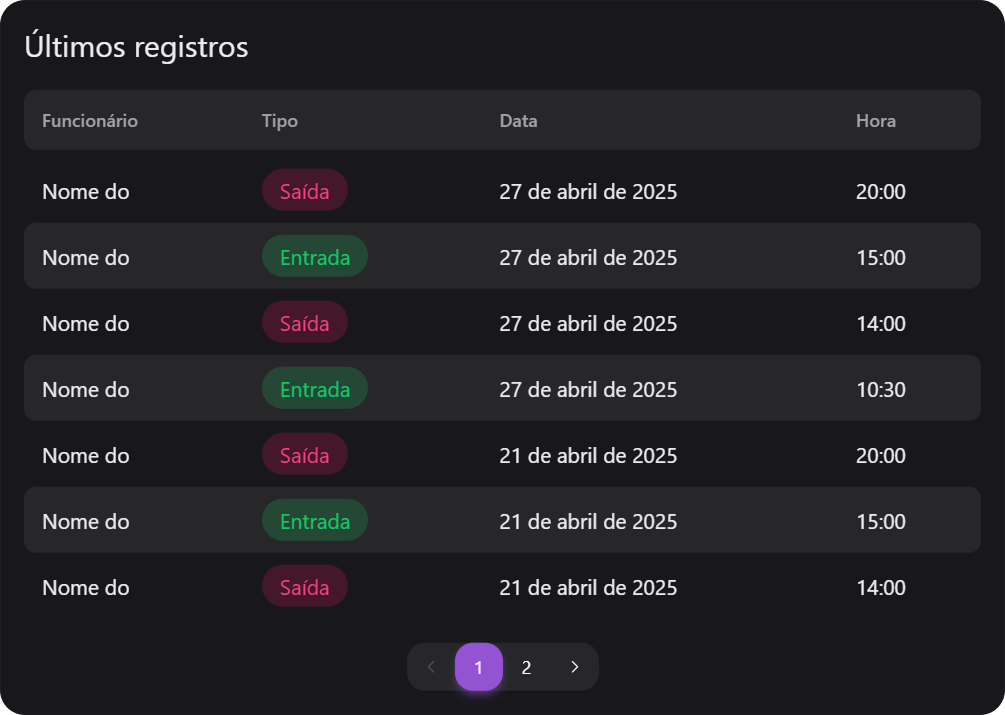 Últimos registros
Funcionário Tipo Data Hora
Nome do Saída 27 de abril de 2025 20:00
Nome do Entrada 27 de abril de 2025 15:00
Nome do Saída 27 de abril de 2025 14:00
Nome do Entrada 27 de abril de 2025 10:30
Nome do Saída 21 de abril de 2025 20:00
Nome do Entrada 21 de abril de 2025 15:00
Nome do Saída 21 de abril de 2025 14:00
1 2